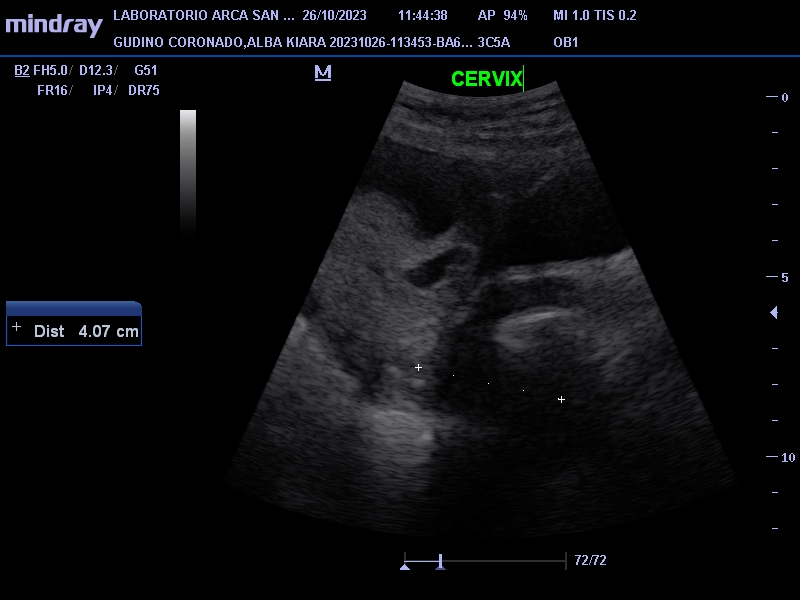 mindray LABORATORIO ARCA SAN ... 26/10/2023 11:44:38 AP 94% MI 1.0 TIS 0.2
GUDINO CORONADO,ALBA KIARA 20231026-113453-BA6... 3C5A OB1
B2 FH5.0/ D12.3/ G51
FR16/ IP4/ DR75
M
CERVIX
0
5
10
+ Dist 4.07 cm
72/72